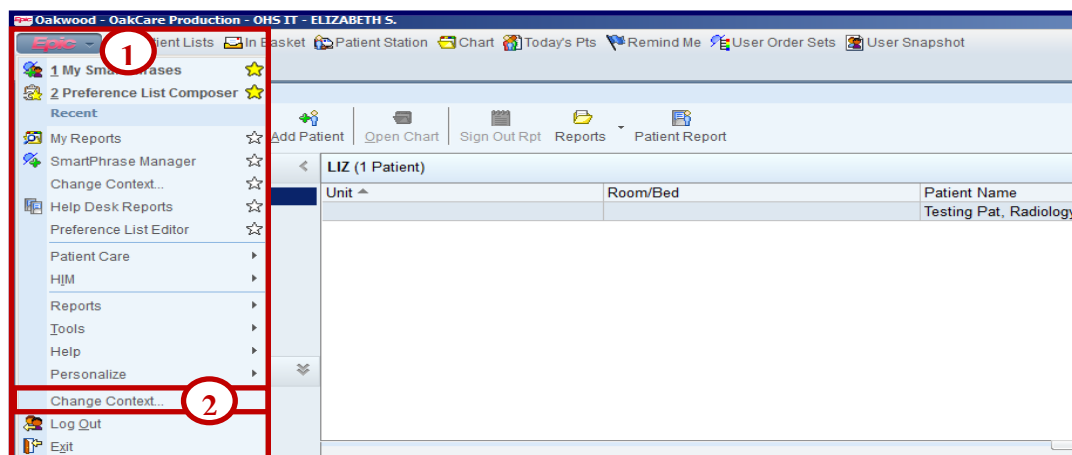 Epic Oakwood - OakCare Production - OHS IT - ELIZABETH S.
Epic 1 tient Lists In Basket Patient Station Chart Today's Pts Remind Me User Order Sets User Snapshot
1 My Sma rases
2 Preference List Composer
Recent
Add Patient Open Chart Sign Out Rpt Reports Patient Report
My Reports
SmartPhrase Manager
LIZ (1 Patient)
Change Context...
Unit Room/Bed Patient Name
Help Desk Reports
Testing Pat, Radiology
Preference List Editor
Patient Care
HIM
Reports
Tools
Help
Personalize
Change Context... 2
Log Out
Exit